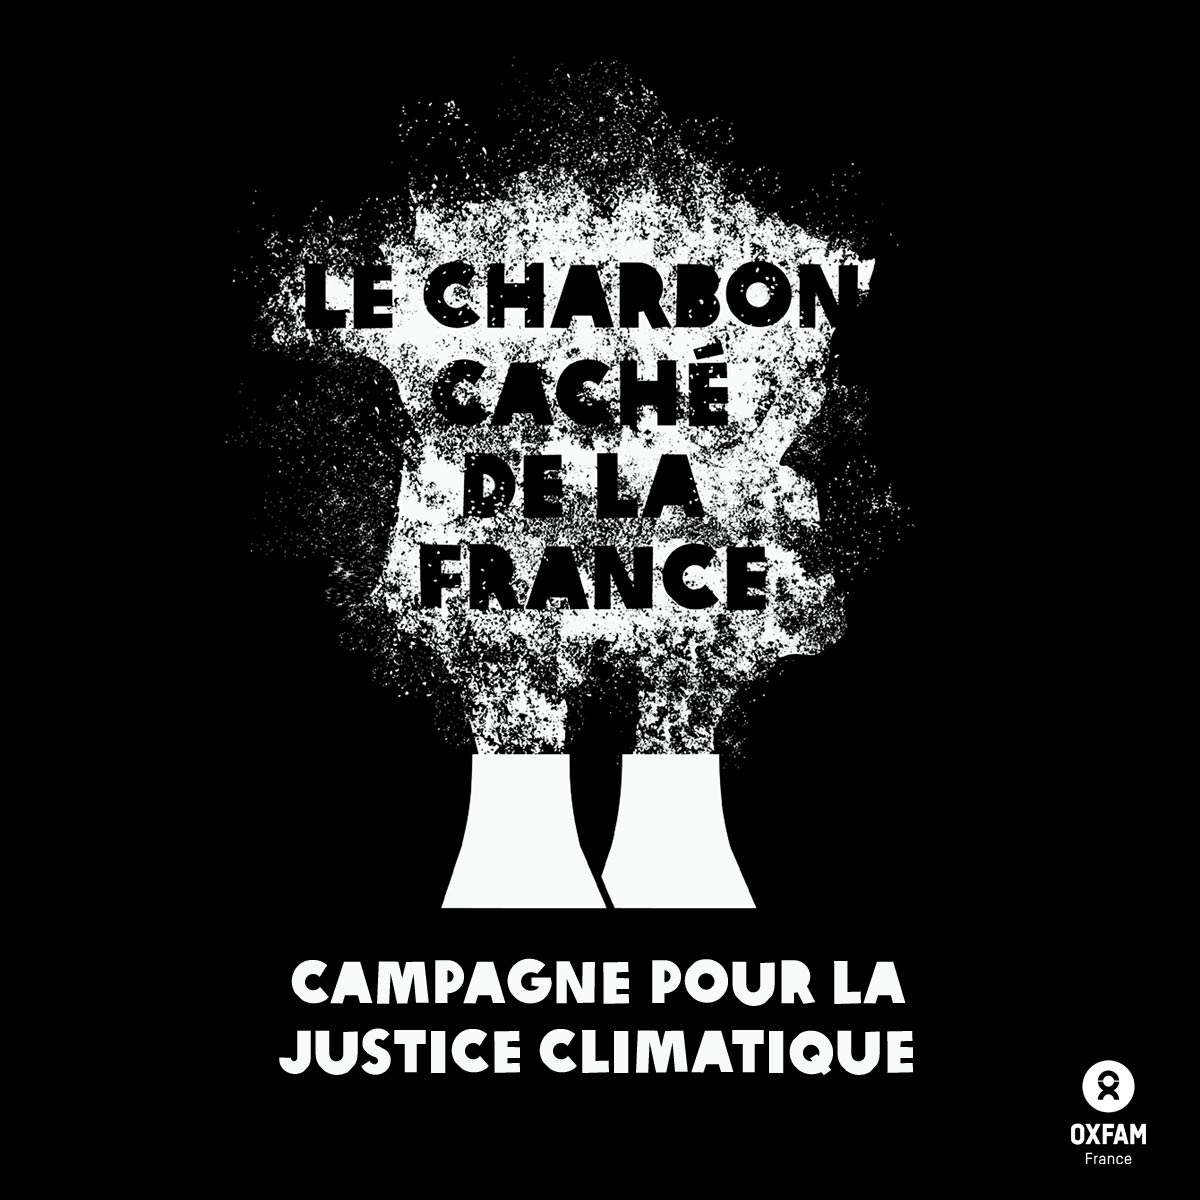 LE CHARBON
CACHÉ
DE LA
FRANCE
CAMPAGNE POUR LA
JUSTICE CLIMATIQUE
OXFAM
France